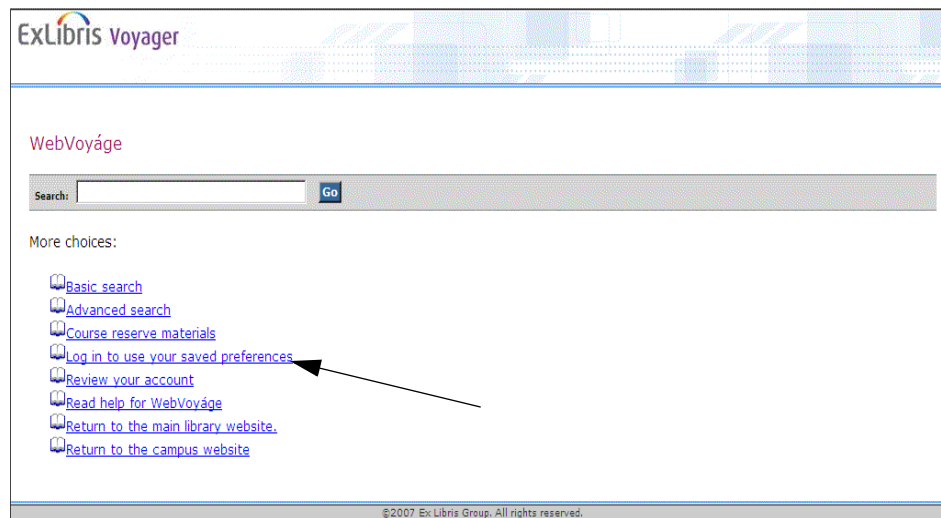 ExLibris Voyager
WebVoyáge
Search: Go
More choices:
Basic search
Advanced search
Course reserve materials
Log in to use your saved preferences
Review your account
Read help for WebVoyáge
Return to the main library website.
Return to the campus website
©2007 Ex Libris Group. All rights reserved.